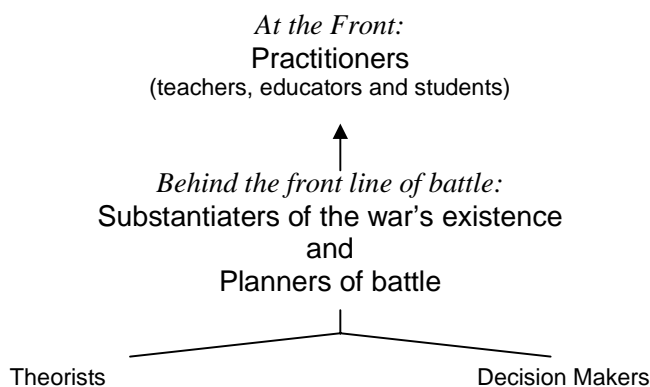 At the Front:
Practitioners
(teachers, educators and students)
Behind the front line of battle:
Substantiaters of the war's existence
and
Planners of battle
Theorists
Decision Makers